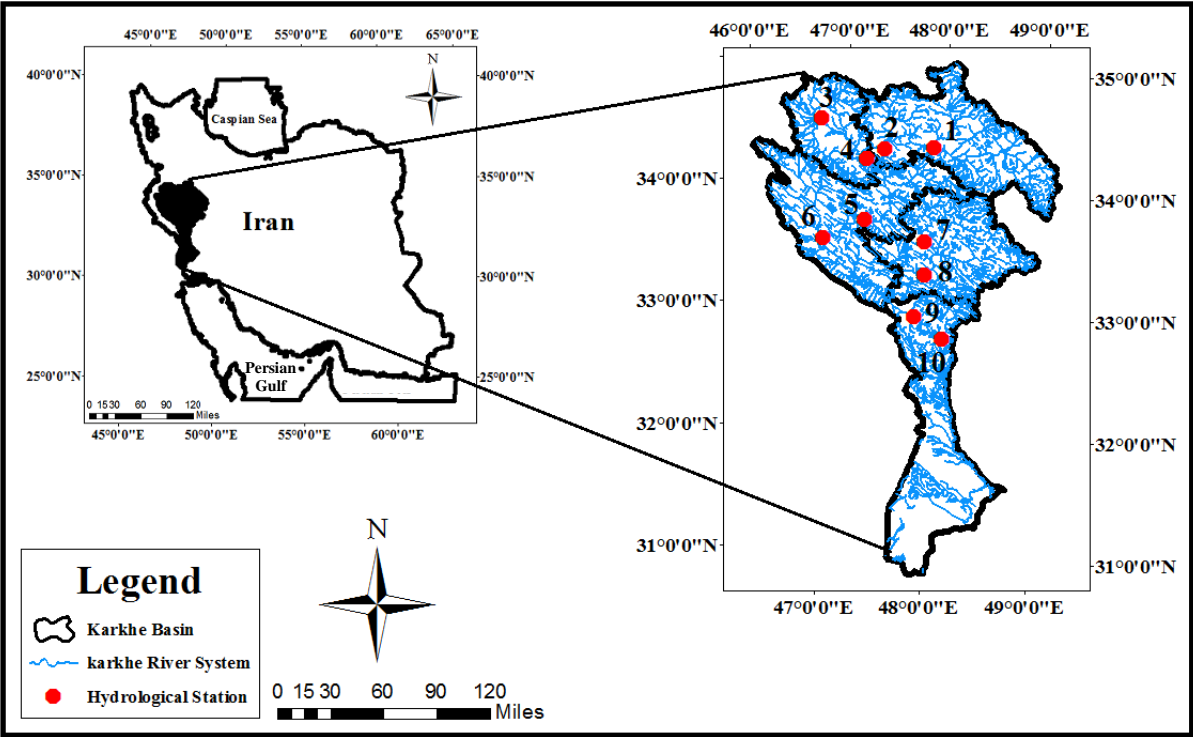 45°0'0"E 50°0'0"E 55°0'0"E 60°0'0"E 65°0'0"E
40°0'0"N
35°0'0"N
30°0'0"N
25°0'0"N
40°0'0"N
35°0'0"N
30°0'0"N
25°0'0"N
N
Caspian Sea
Iran
Persian
Gulf
0 15 30 60 90 120
Miles
45°0'0"E 50°0'0"E 55°0'0"E 60°0'0"E
46°0'0"E 47°0'0"E 48°0'0"E 49°0'0"E
34°0'0"N
33°0'0"N
32°0'0"N
31°0'0"N
35°0'0"N
34°0'0"N
33°0'0"N
32°0'0"N
31°0'0"N
3
2
1
4
5
6
7
8
9
10
47°0'0"E 48°0'0"E 49°0'0"E
Legend
Karkhe Basin
karkhe River System
Hydrological Station
N
0 15 30 60 90 120
Miles